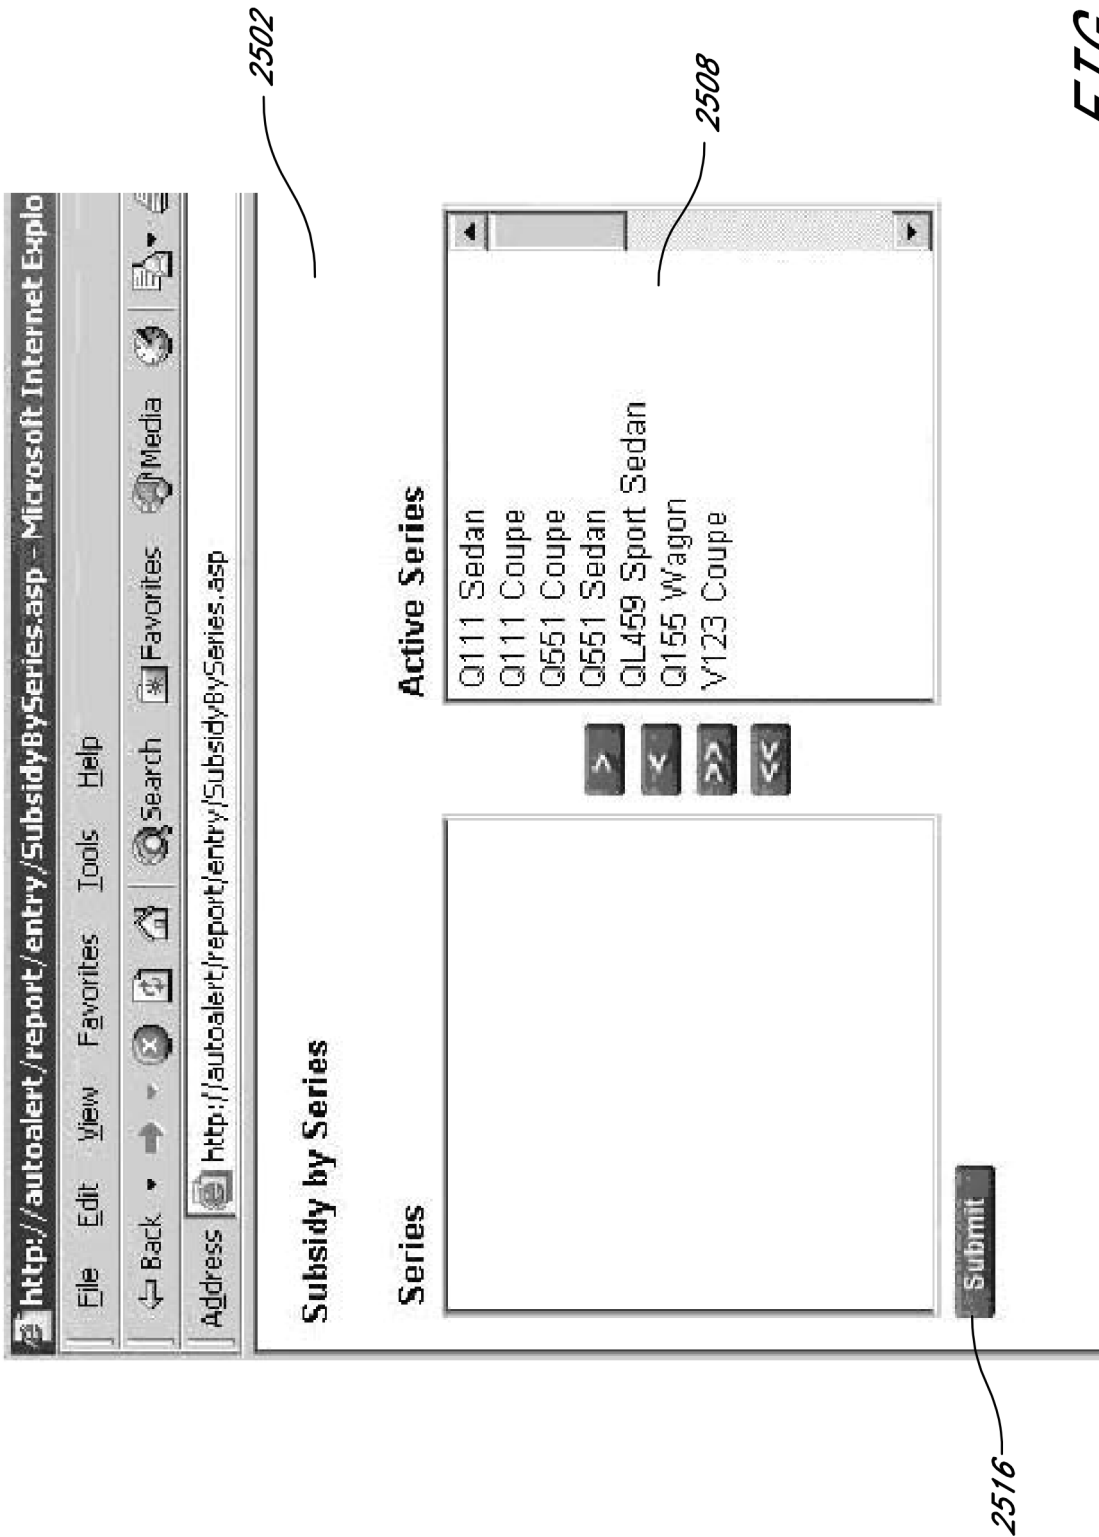 http://autoalert/report/entry/SubsidyBySeries.asp - Microsoft Internet Explo
File Edit View Favorites Tools Help
Back Search Favorites Media
Address http://autoalert/report/entry/SubsidyBySeries.asp
2502
Subsidy by Series
Series Active Series
Q111 Sedan
Q111 Coupe
Q551 Coupe
Q551 Sedan
QL459 Sport Sedan
Q155 Wagon
V123 Coupe
2508
>
<
>>
<<
Submit
2516
FIG